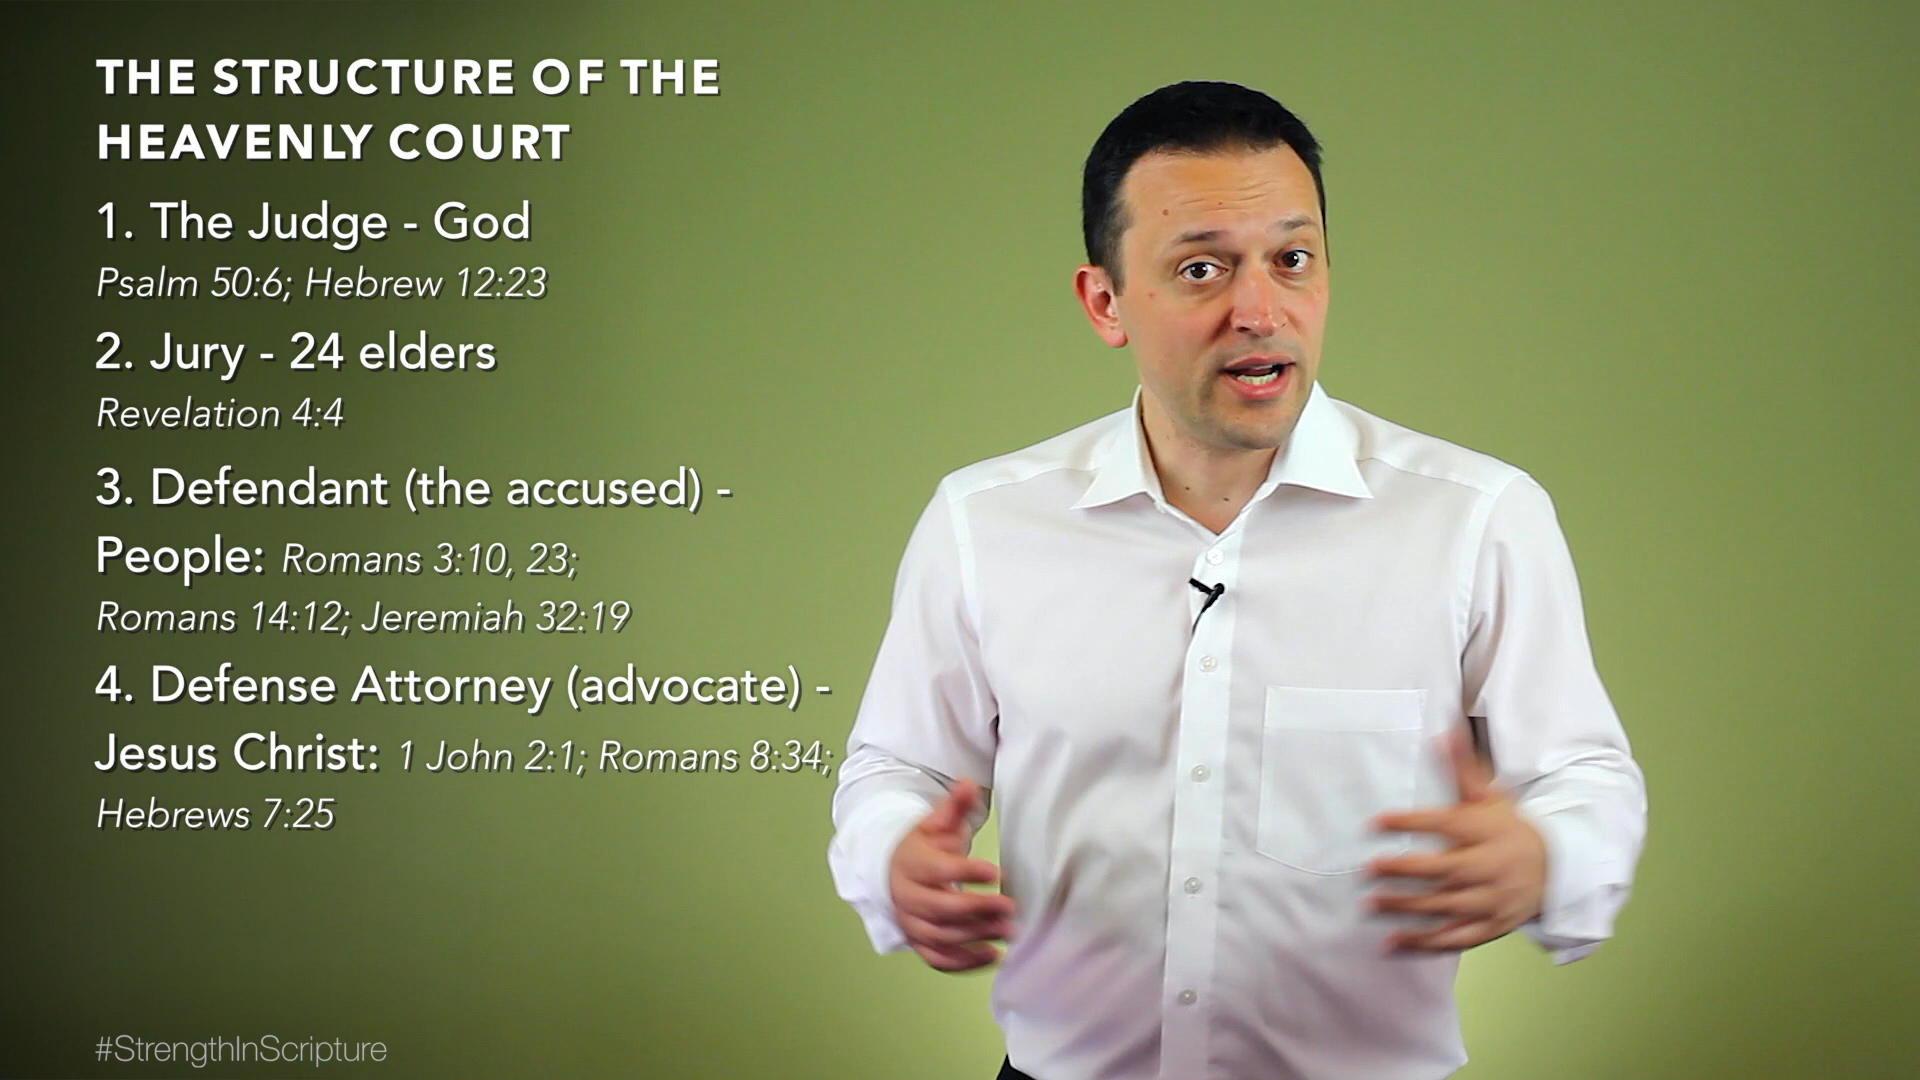 THE STRUCTURE OF THE
HEAVENLY COURT
1. The Judge - God
Psalm 50:6; Hebrew 12:23
2. Jury - 24 elders
Revelation 4:4
3. Defendant (the accused) -
People: Romans 3:10, 23;
Romans 14:12; Jeremiah 32:19
4. Defense Attorney (advocate) -
Jesus Christ: 1 John 2:1; Romans 8:34;
Hebrews 7:25
#StrengthInScripture